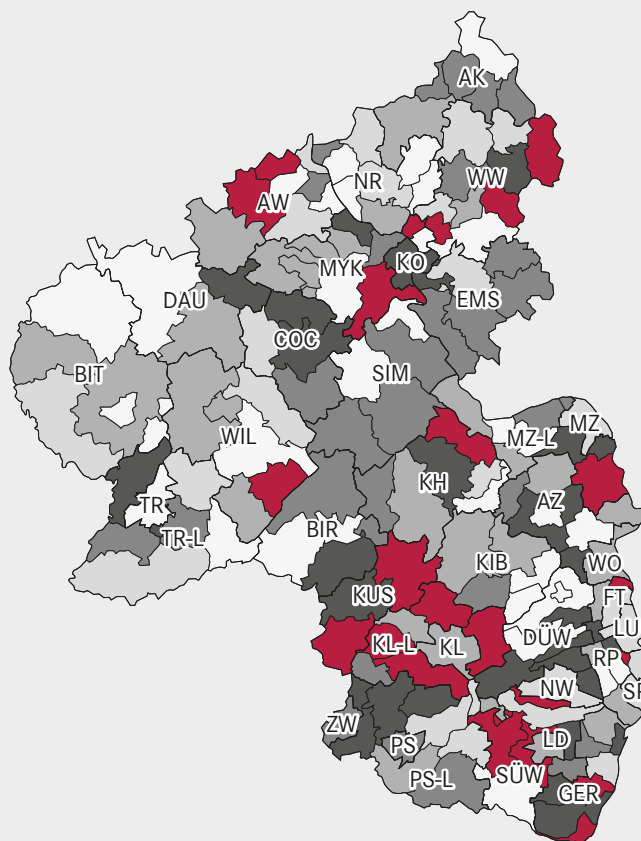 AK
NR
WW
AW
MYK
KO
DAU
EMS
COC
BIT
SIM
WIL
MZ-L
MZ
KH
TR
AZ
TR-L
BIR
KIB
WO
KUS
FT
LU
DÜW
KL-L
KL
RP
NW
SP
ZW
PS
LD
PS-L
SÜW
GER